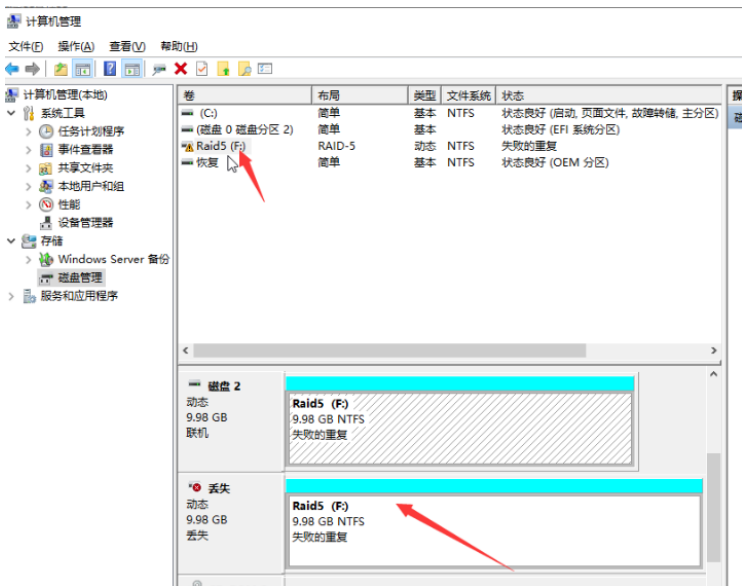 计算机管理
文件(F) 操作(A) 查看(V) 帮助(H)
计算机管理(本地)
系统工具
任务计划程序
事件查看器
共享文件夹
本地用户和组
性能
设备管理器
存储
Windows Server 备份
磁盘管理
服务和应用程序
卷 布局 类型 文件系统 状态
(C:) 简单 基本 NTFS 状态良好 (启动, 页面文件, 故障转储, 主分区)
(磁盘 0 磁盘分区 2) 简单 基本 状态良好 (EFI 系统分区)
Raid5 (F:) RAID-5 动态 NTFS 失败的重复
恢复 简单 基本 NTFS 状态良好 (OEM 分区)
磁盘 2
动态
9.98 GB
联机
Raid5 (F:)
9.98 GB NTFS
失败的重复
丢失
动态
9.98 GB
丢失
Raid5 (F:)
9.98 GB NTFS
失败的重复